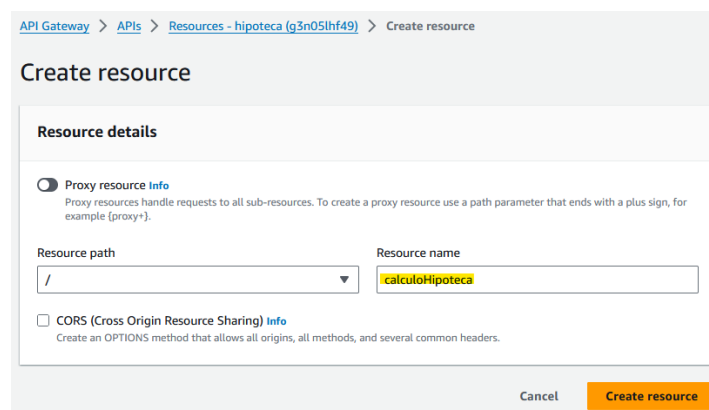 API Gateway > APIs > Resources - hipoteca (g3n05lhf49) > Create resource
Create resource
Resource details
Proxy resource Info
Proxy resources handle requests to all sub-resources. To create a proxy resource use a path parameter that ends with a plus sign, for
example {proxy+}.
Resource path
/
Resource name
calculoHipoteca
CORS (Cross Origin Resource Sharing) Info
Create an OPTIONS method that allows all origins, all methods, and several common headers.
Cancel
Create resource